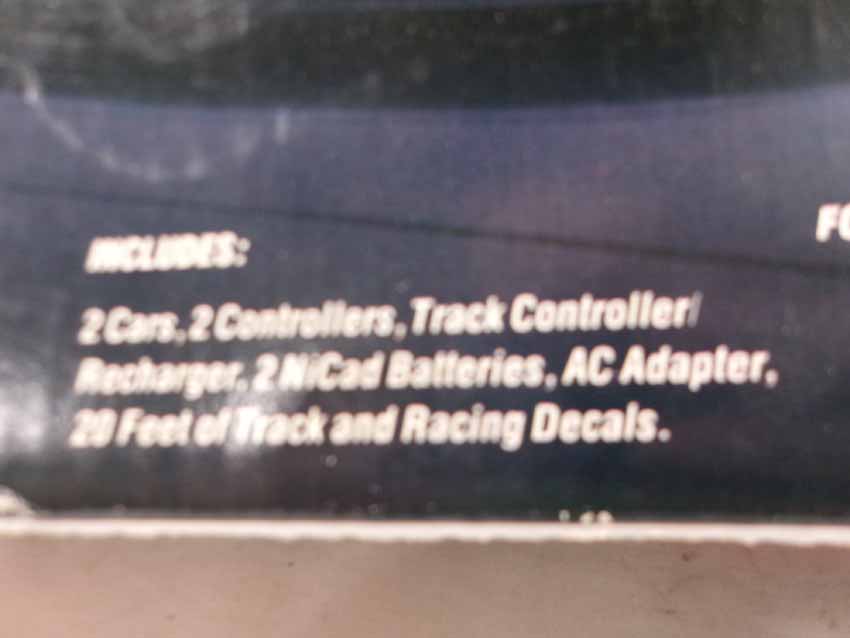 INCLUDES:
2 Cars, 2 Controllers, Track Controller/
Recharger, 2 NiCad Batteries, AC Adapter,
20 Feet of Track and Racing Decals.